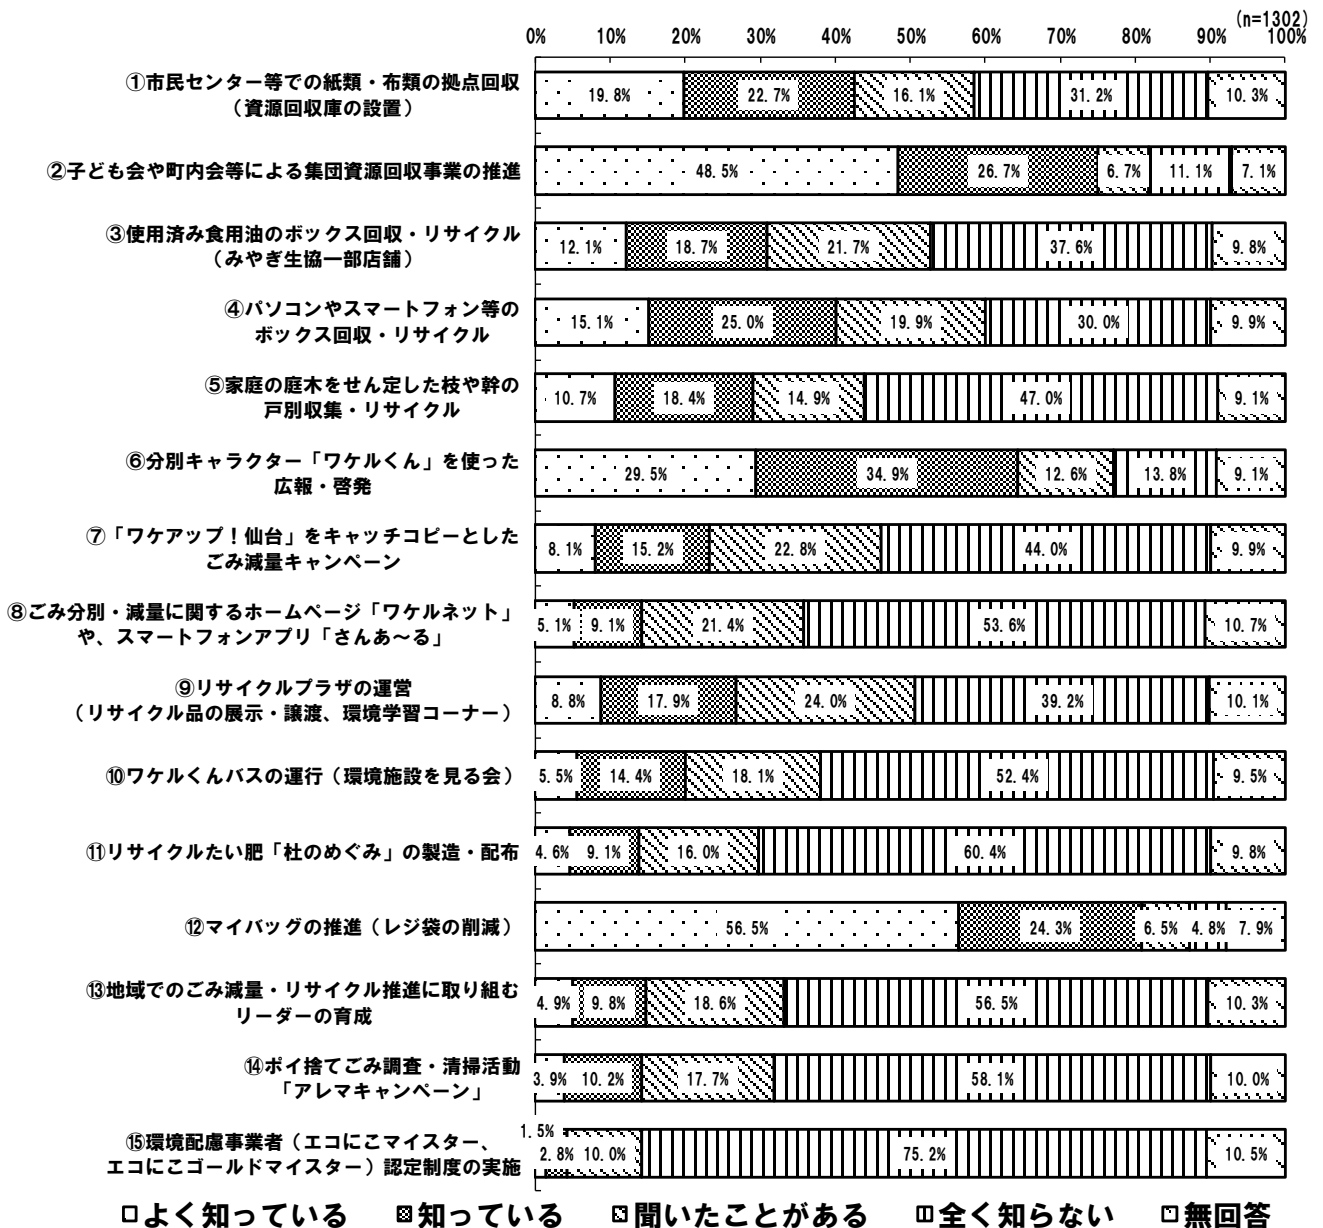 (n=1302)
0% 10% 20% 30% 40% 50% 60% 70% 80% 90% 100%
①市民センター等での紙類・布類の拠点回収
（資源回収庫の設置）
19.8% 22.7% 16.1% 31.2% 10.3%
②子ども会や町内会等による集団資源回収事業の推進
48.5% 26.7% 6.7% 11.1% 7.1%
③使用済み食用油のボックス回収・リサイクル
（みやぎ生協一部店舗）
12.1% 18.7% 21.7% 37.6% 9.8%
④パソコンやスマートフォン等の
ボックス回収・リサイクル
15.1% 25.0% 19.9% 30.0% 9.9%
⑤家庭の庭木をせん定した枝や幹の
戸別収集・リサイクル
10.7% 18.4% 14.9% 47.0% 9.1%
⑥分別キャラクター「ワケルくん」を使った
広報・啓発
29.5% 34.9% 12.6% 13.8% 9.1%
⑦「ワケアップ！仙台」をキャッチコピーとした
ごみ減量キャンペーン
8.1% 15.2% 22.8% 44.0% 9.9%
⑧ごみ分別・減量に関するホームページ「ワケルネット」
や、スマートフォンアプリ「さんあ～る」
5.1% 9.1% 21.4% 53.6% 10.7%
⑨リサイクルプラザの運営
（リサイクル品の展示・譲渡、環境学習コーナー）
8.8% 17.9% 24.0% 39.2% 10.1%
⑩ワケルくんバスの運行（環境施設を見る会）
5.5% 14.4% 18.1% 52.4% 9.5%
⑪リサイクルたい肥「杜のめぐみ」の製造・配布
4.6% 9.1% 16.0% 60.4% 9.8%
⑫マイバッグの推進（レジ袋の削減）
56.5% 24.3% 6.5% 4.8% 7.9%
⑬地域でのごみ減量・リサイクル推進に取り組む
リーダーの育成
4.9% 9.8% 18.6% 56.5% 10.3%
⑭ポイ捨てごみ調査・清掃活動
「アレマキャンペーン」
3.9% 10.2% 17.7% 58.1% 10.0%
⑮環境配慮事業者（エコにこマイスター、
エコにこゴールドマイスター）認定制度の実施
1.5% 2.8% 10.0% 75.2% 10.5%
よく知っている 知っている 聞いたことがある 全く知らない 無回答